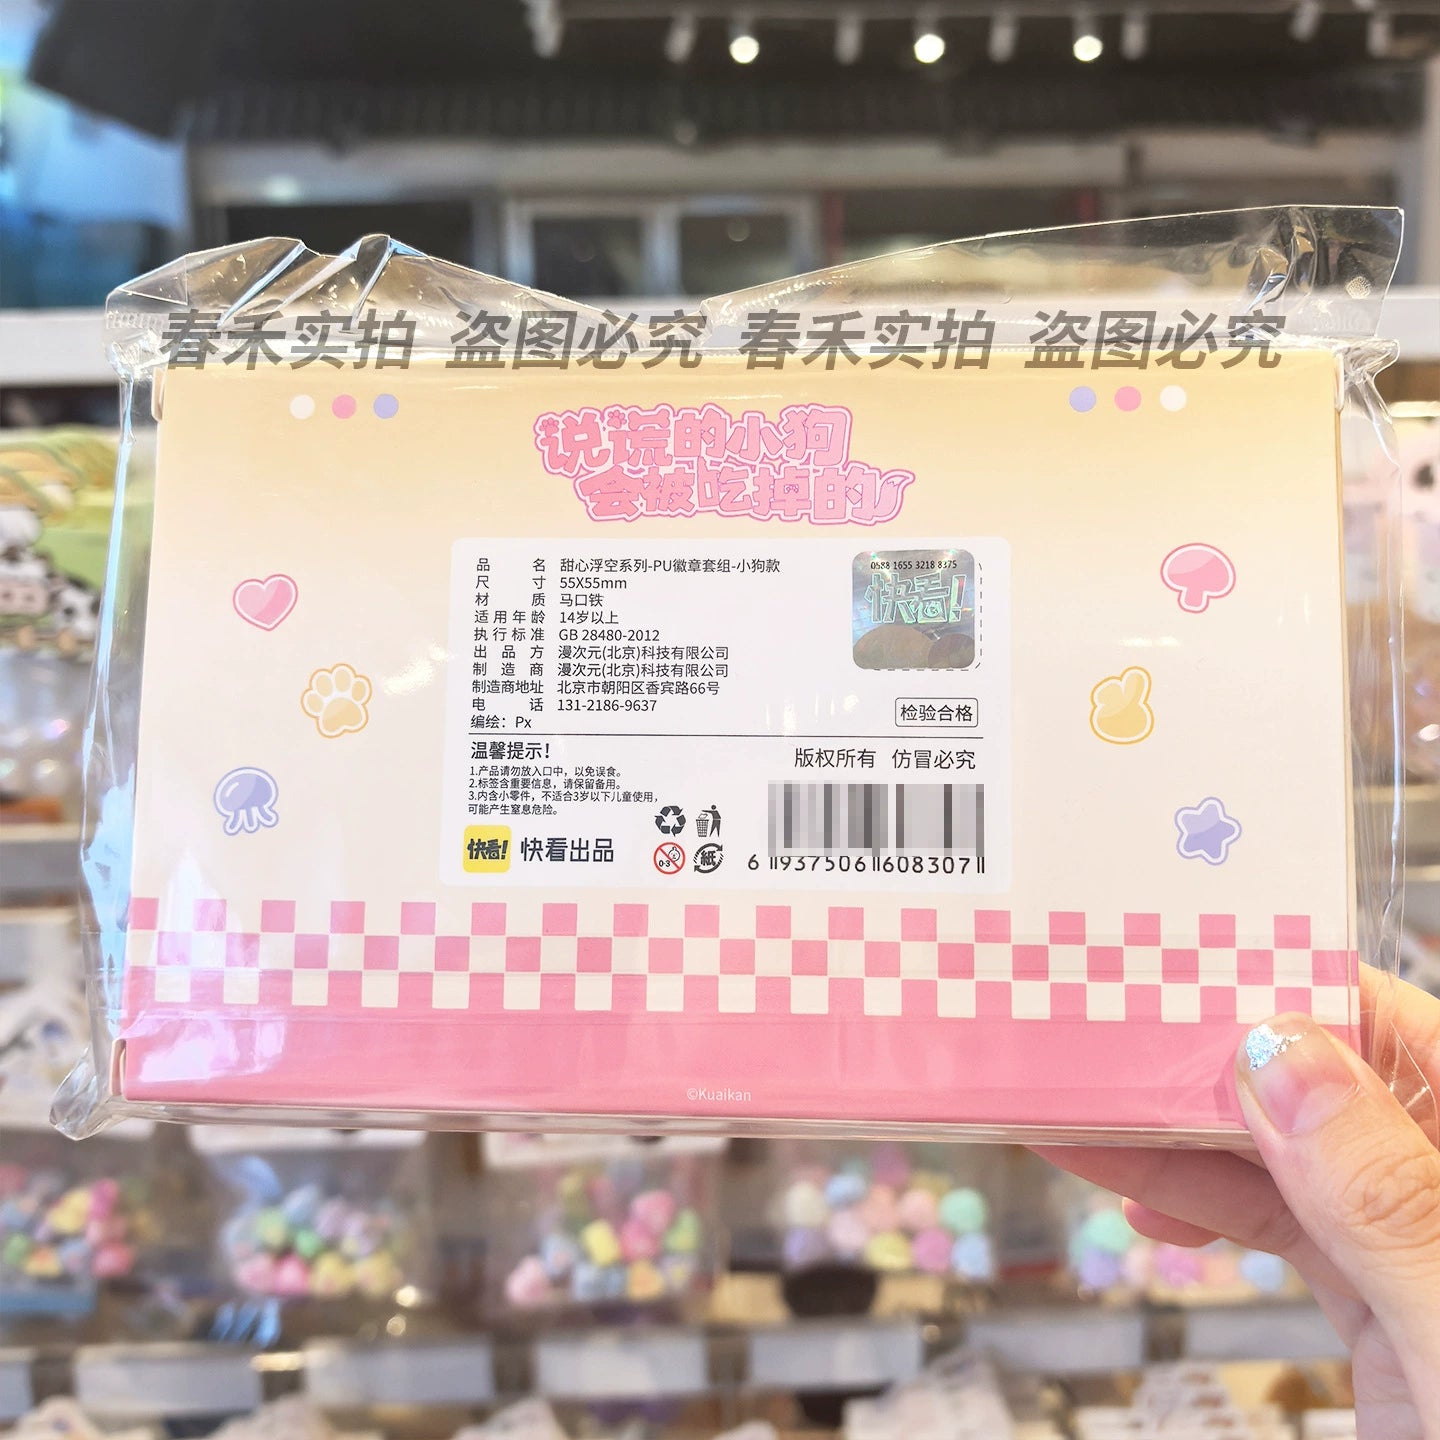 春禾实拍 盗图必究 春禾实拍 盗图必究
说谎的小狗
会被吃掉的
品名 甜心浮空系列-PU徽章套组-小狗款
尺寸 55X55mm
材质 马口铁
适用年龄 14岁以上
执行标准 GB 28480-2012
出品方 漫次元(北京)科技有限公司
制造商 漫次元(北京)科技有限公司
制造商地址 北京市朝阳区香宾路66号
电话 131-2186-9637
编绘：Px
0588 1655 3218 8375
快看!
检验合格
温馨提示！
1.产品请勿放入口中，以免误食。
2.标签含重要信息，请保留备用。
3.内含小零件，不适合3岁以下儿童使用，
可能产生窒息危险。
版权所有 仿冒必究
快看! 快看出品
0-3
紙
6 937506 608307
©Kuaikan